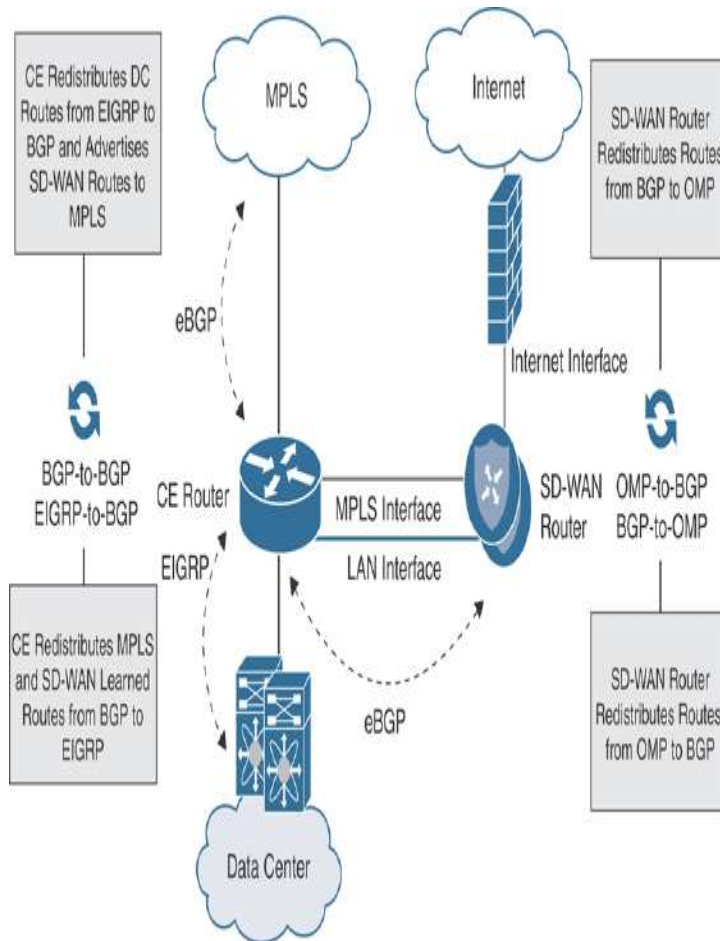 CE Redistributes DC
Routes from EIGRP to
BGP and Advertises
SD-WAN Routes to
MPLS
MPLS
Internet
SD-WAN Router
Redistributes Routes
from BGP to OMP
eBGP
Internet Interface
BGP-to-BGP
EIGRP-to-BGP
CE Router
MPLS Interface
LAN Interface
SD-WAN
Router
OMP-to-BGP
BGP-to-OMP
EIGRP
CE Redistributes MPLS
and SD-WAN Learned
Routes from BGP to
EIGRP
eBGP
SD-WAN Router
Redistributes Routes
from OMP to BGP
Data Center